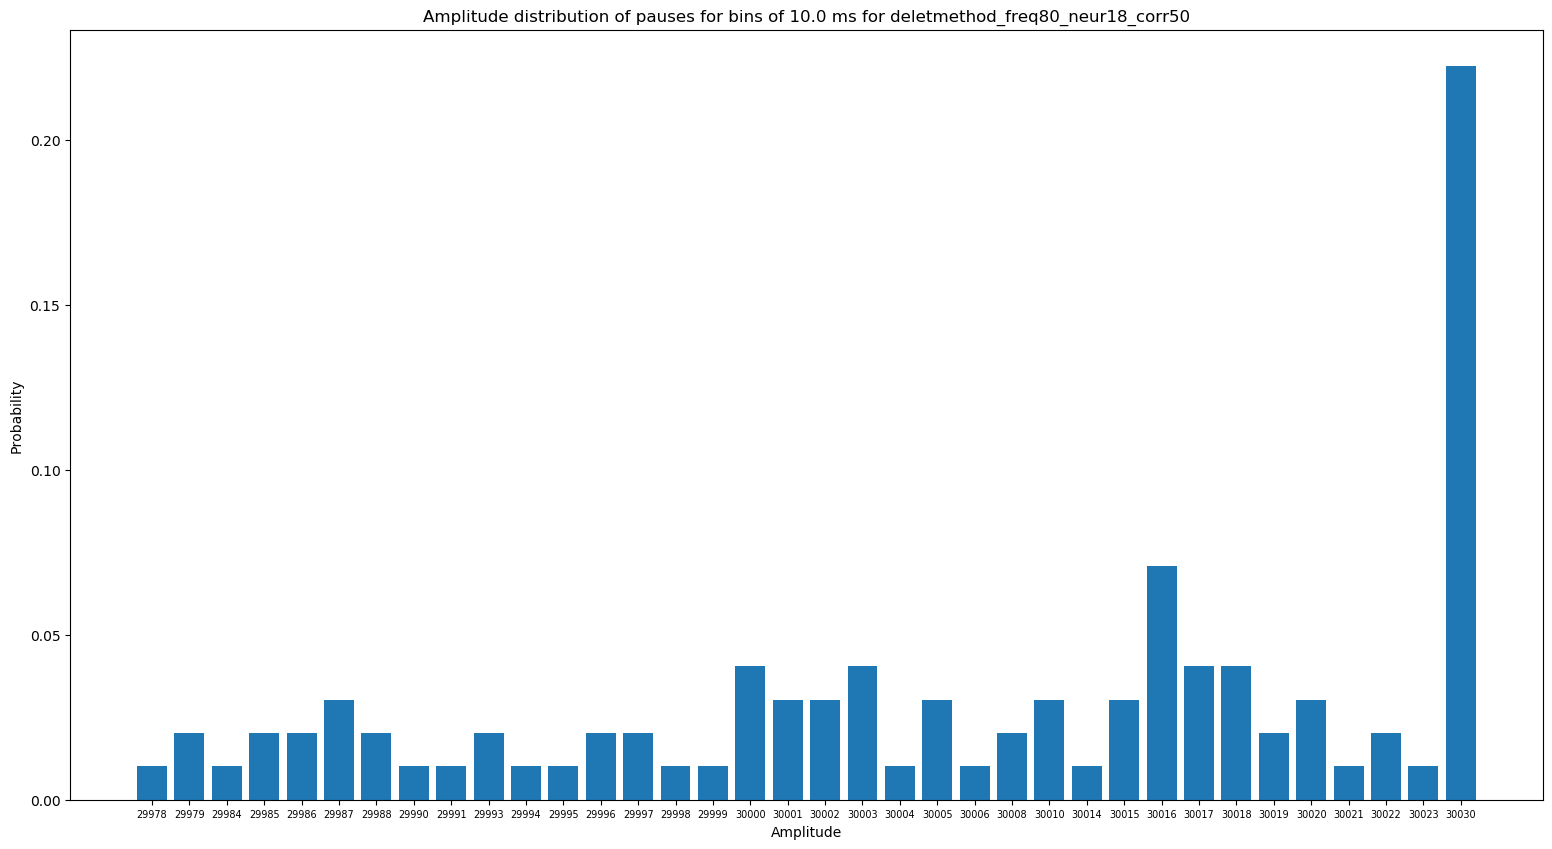 Amplitude distribution of pauses for bins of 10.0 ms for deletmethod_freq80_neur18_corr50
Probability
0.20
0.15
0.10
0.05
0.00
29978 29979 29984 29985 29986 29987 29988 29990 29991 29993 29994 29995 29996 29997 29998 29999 30000 30001 30002 30003 30004 30005 30006 30008 30010 30014 30015 30016 30017 30018 30019 30020 30021 30022 30023 30030
Amplitude